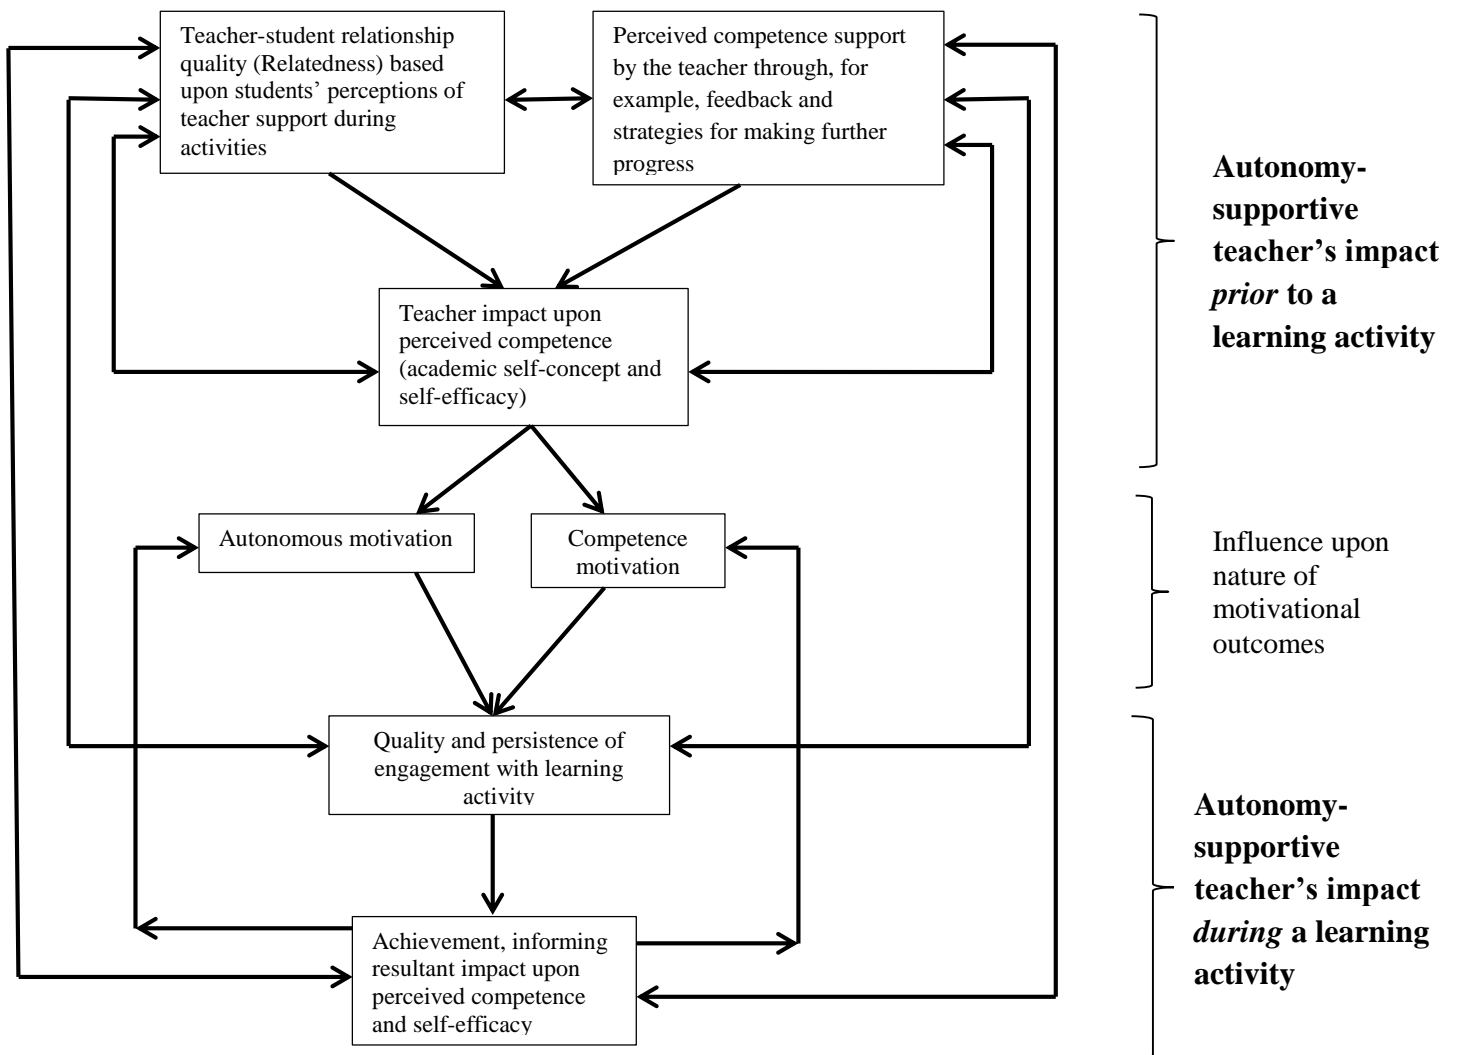 Teacher-student relationship
quality (Relatedness) based
upon students’ perceptions of
teacher support during
activities
Perceived competence support
by the teacher through, for
example, feedback and
strategies for making further
progress
Autonomy-
supportive
teacher’s impact
prior to a
learning activity
Teacher impact upon
perceived competence
(academic self-concept and
self-efficacy)
Autonomous motivation
Competence
motivation
Influence upon
nature of
motivational
outcomes
Quality and persistence of
engagement with learning
activity
Autonomy-
supportive
teacher’s impact
during a learning
activity
Achievement, informing
resultant impact upon
perceived competence
and self-efficacy